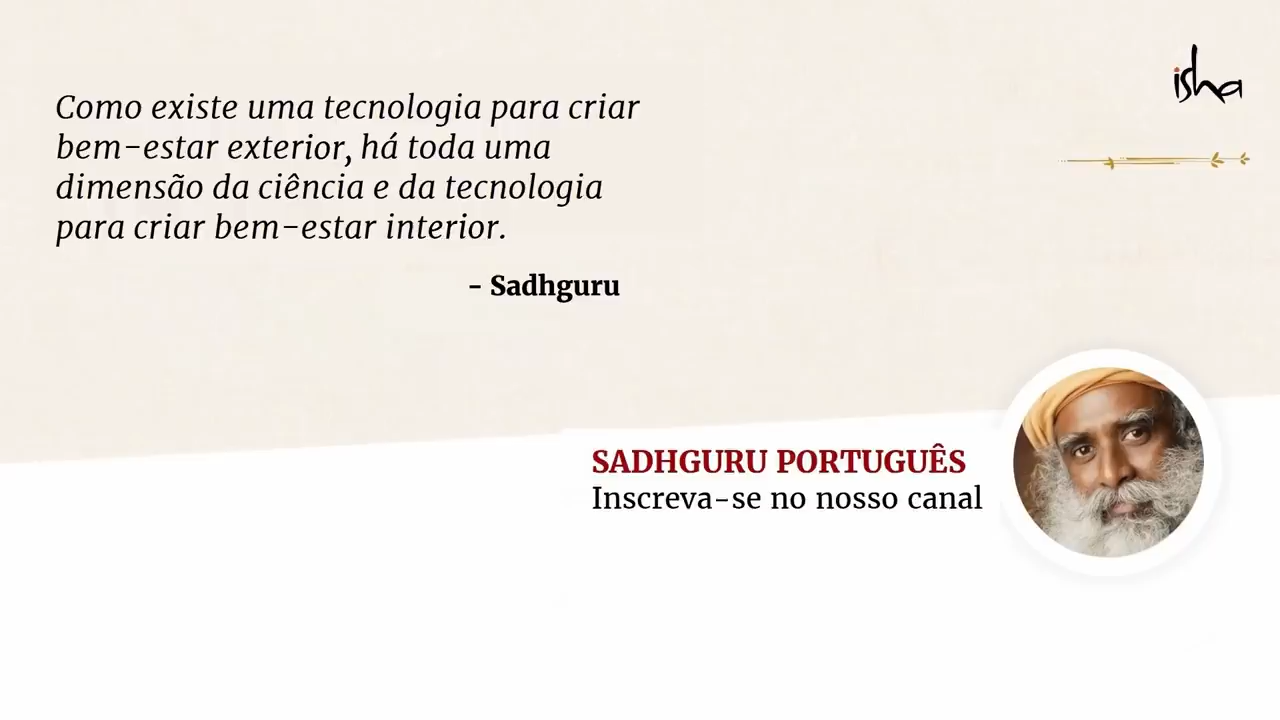 Como existe uma tecnologia para criar
bem-estar exterior, há toda uma
dimensão da ciência e da tecnologia
para criar bem-estar interior.
- Sadhguru
isha
SADHGURU PORTUGUÊS
Inscreva-se no nosso canal